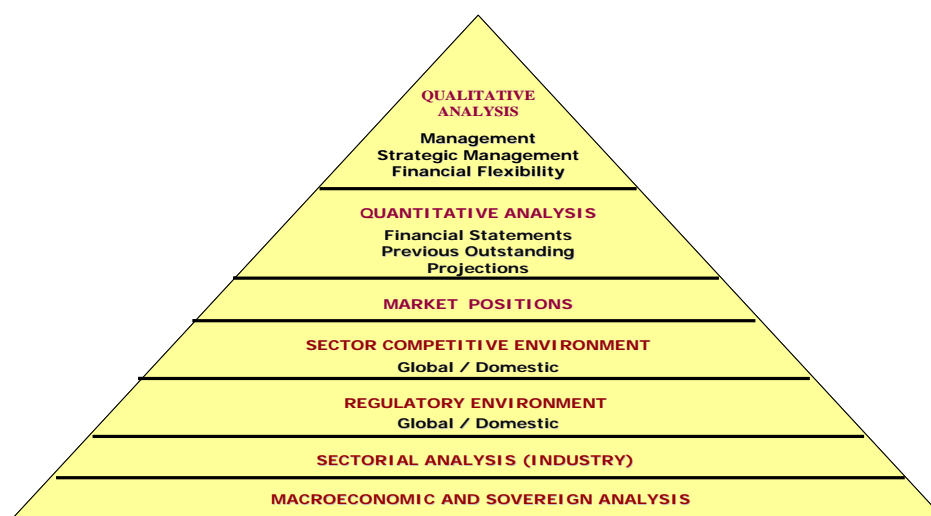 QUALITATIVE
ANALYSIS
Management
Strategic Management
Financial Flexibility
QUANTITATIVE ANALYSIS
Financial Statements
Previous Outstanding
Projections
MARKET POSITIONS
SECTOR COMPETITIVE ENVIRONMENT
Global / Domestic
REGULATORY ENVIRONMENT
Global / Domestic
SECTORIAL ANALYSIS (INDUSTRY)
MACROECONOMIC AND SOVEREIGN ANALYSIS